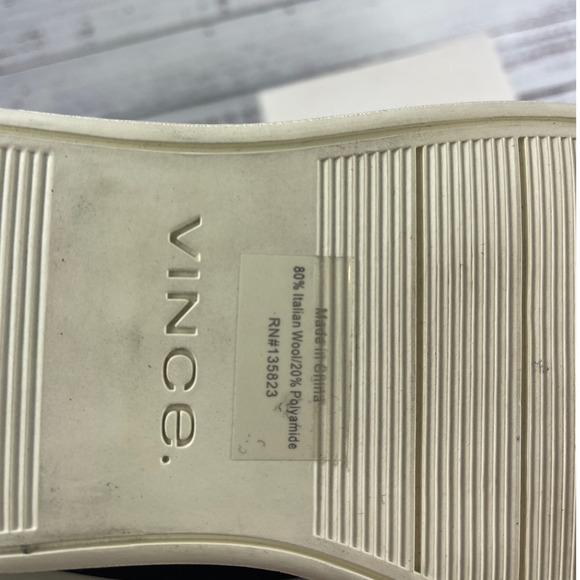 VINCe.
Made in China
80% Italian Wool/20% Polyamide
RN#135823